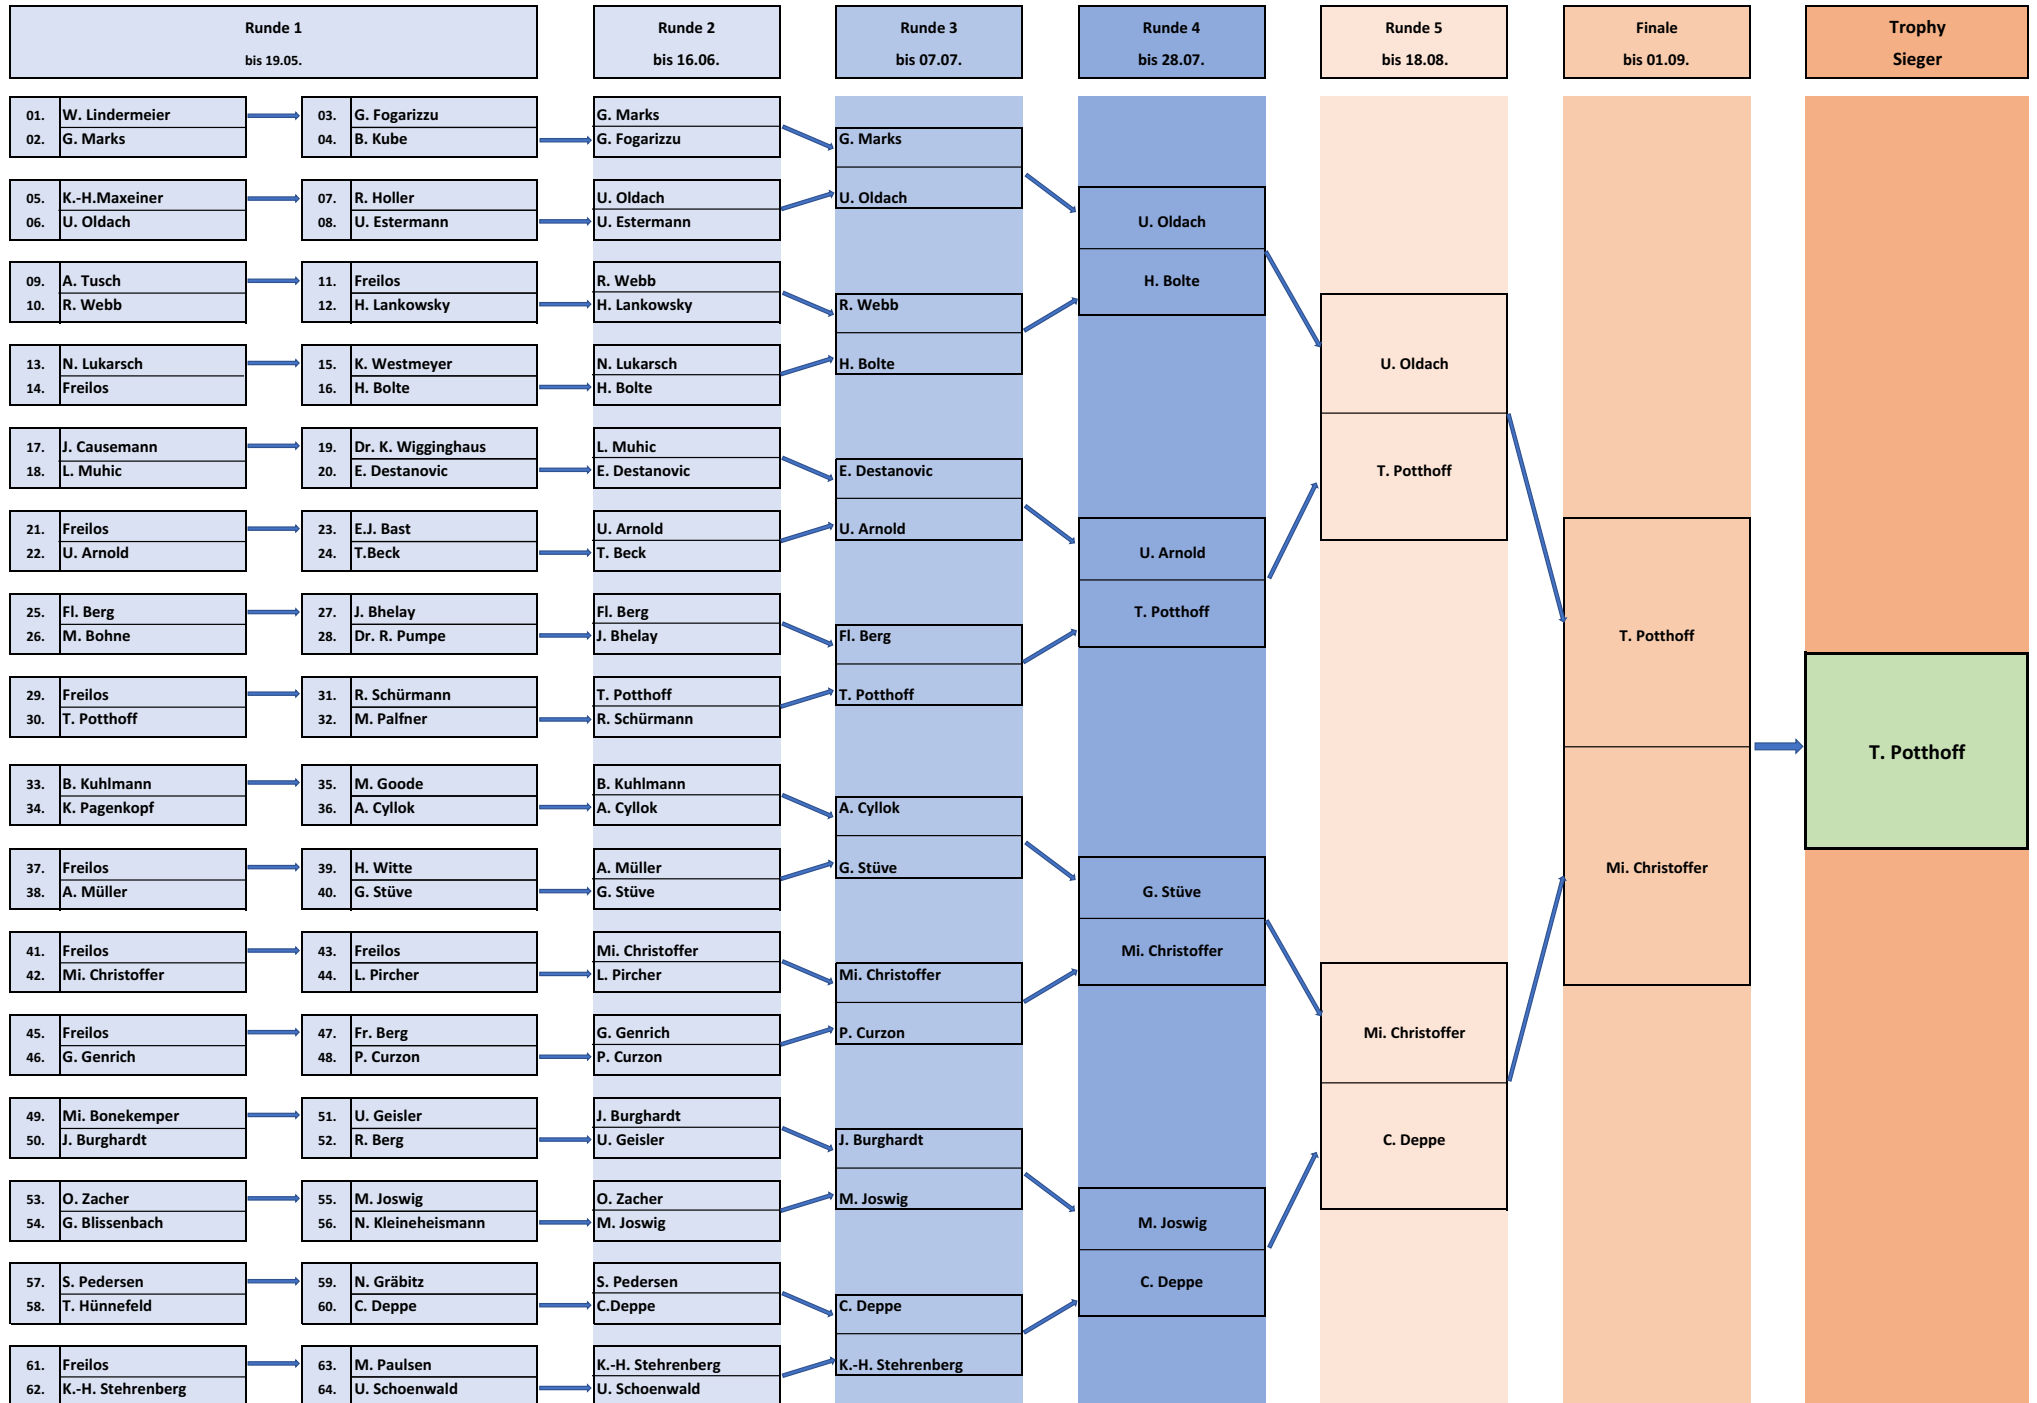 Runde 1
bis 19.05.
Runde 2
bis 16.06.
Runde 3
bis 07.07.
Runde 4
bis 28.07.
Runde 5
bis 18.08.
Finale
bis 01.09.
Trophy
Sieger
01. W. Lindermeier
02. G. Marks
03. G. Fogarizzu
04. B. Kube
05. K.-H.Maxeiner
06. U. Oldach
07. R. Holler
08. U. Estermann
09. A. Tusch
10. R. Webb
11. Freilos
12. H. Lankowsky
13. N. Lukarsch
14. Freilos
15. K. Westmeyer
16. H. Bolte
17. J. Causemann
18. L. Muhic
19. Dr. K. Wigginghaus
20. E. Destanovic
21. Freilos
22. U. Arnold
23. E.J. Bast
24. T.Beck
25. Fl. Berg
26. M. Bohne
27. J. Bhelay
28. Dr. R. Pumpe
29. Freilos
30. T. Potthoff
31. R. Schürmann
32. M. Palfner
33. B. Kuhlmann
34. K. Pagenkopf
35. M. Goode
36. A. Cyllok
37. Freilos
38. A. Müller
39. H. Witte
40. G. Stüve
41. Freilos
42. Mi. Christoffer
43. Freilos
44. L. Pircher
45. Freilos
46. G. Genrich
47. Fr. Berg
48. P. Curzon
49. Mi. Bonekemper
50. J. Burghardt
51. U. Geisler
52. R. Berg
53. O. Zacher
54. G. Blissenbach
55. M. Joswig
56. N. Kleineheismann
57. S. Pedersen
58. T. Hünnefeld
59. N. Gräbitz
60. C. Deppe
61. Freilos
62. K.-H. Stehrenberg
63. M. Paulsen
64. U. Schoenwald
G. Marks
G. Fogarizzu
U. Oldach
U. Estermann
R. Webb
H. Lankowsky
N. Lukarsch
H. Bolte
L. Muhic
E. Destanovic
U. Arnold
T. Beck
Fl. Berg
J. Bhelay
T. Potthoff
R. Schürmann
B. Kuhlmann
A. Cyllok
A. Müller
G. Stüve
Mi. Christoffer
L. Pircher
G. Genrich
P. Curzon
J. Burghardt
U. Geisler
O. Zacher
M. Joswig
S. Pedersen
C.Deppe
K.-H. Stehrenberg
U. Schoenwald
G. Marks
U. Oldach
R. Webb
H. Bolte
E. Destanovic
U. Arnold
Fl. Berg
T. Potthoff
A. Cyllok
G. Stüve
Mi. Christoffer
P. Curzon
J. Burghardt
M. Joswig
C. Deppe
K.-H. Stehrenberg
U. Oldach
H. Bolte
U. Arnold
T. Potthoff
G. Stüve
Mi. Christoffer
M. Joswig
C. Deppe
U. Oldach
T. Potthoff
Mi. Christoffer
C. Deppe
T. Potthoff
Mi. Christoffer
T. Potthoff